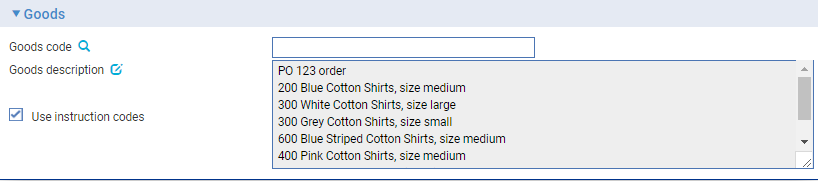 Goods
Goods code
Goods description
PO 123 order
200 Blue Cotton Shirts, size medium
300 White Cotton Shirts, size large
300 Grey Cotton Shirts, size small
600 Blue Striped Cotton Shirts, size medium
400 Pink Cotton Shirts, size medium
Use instruction codes